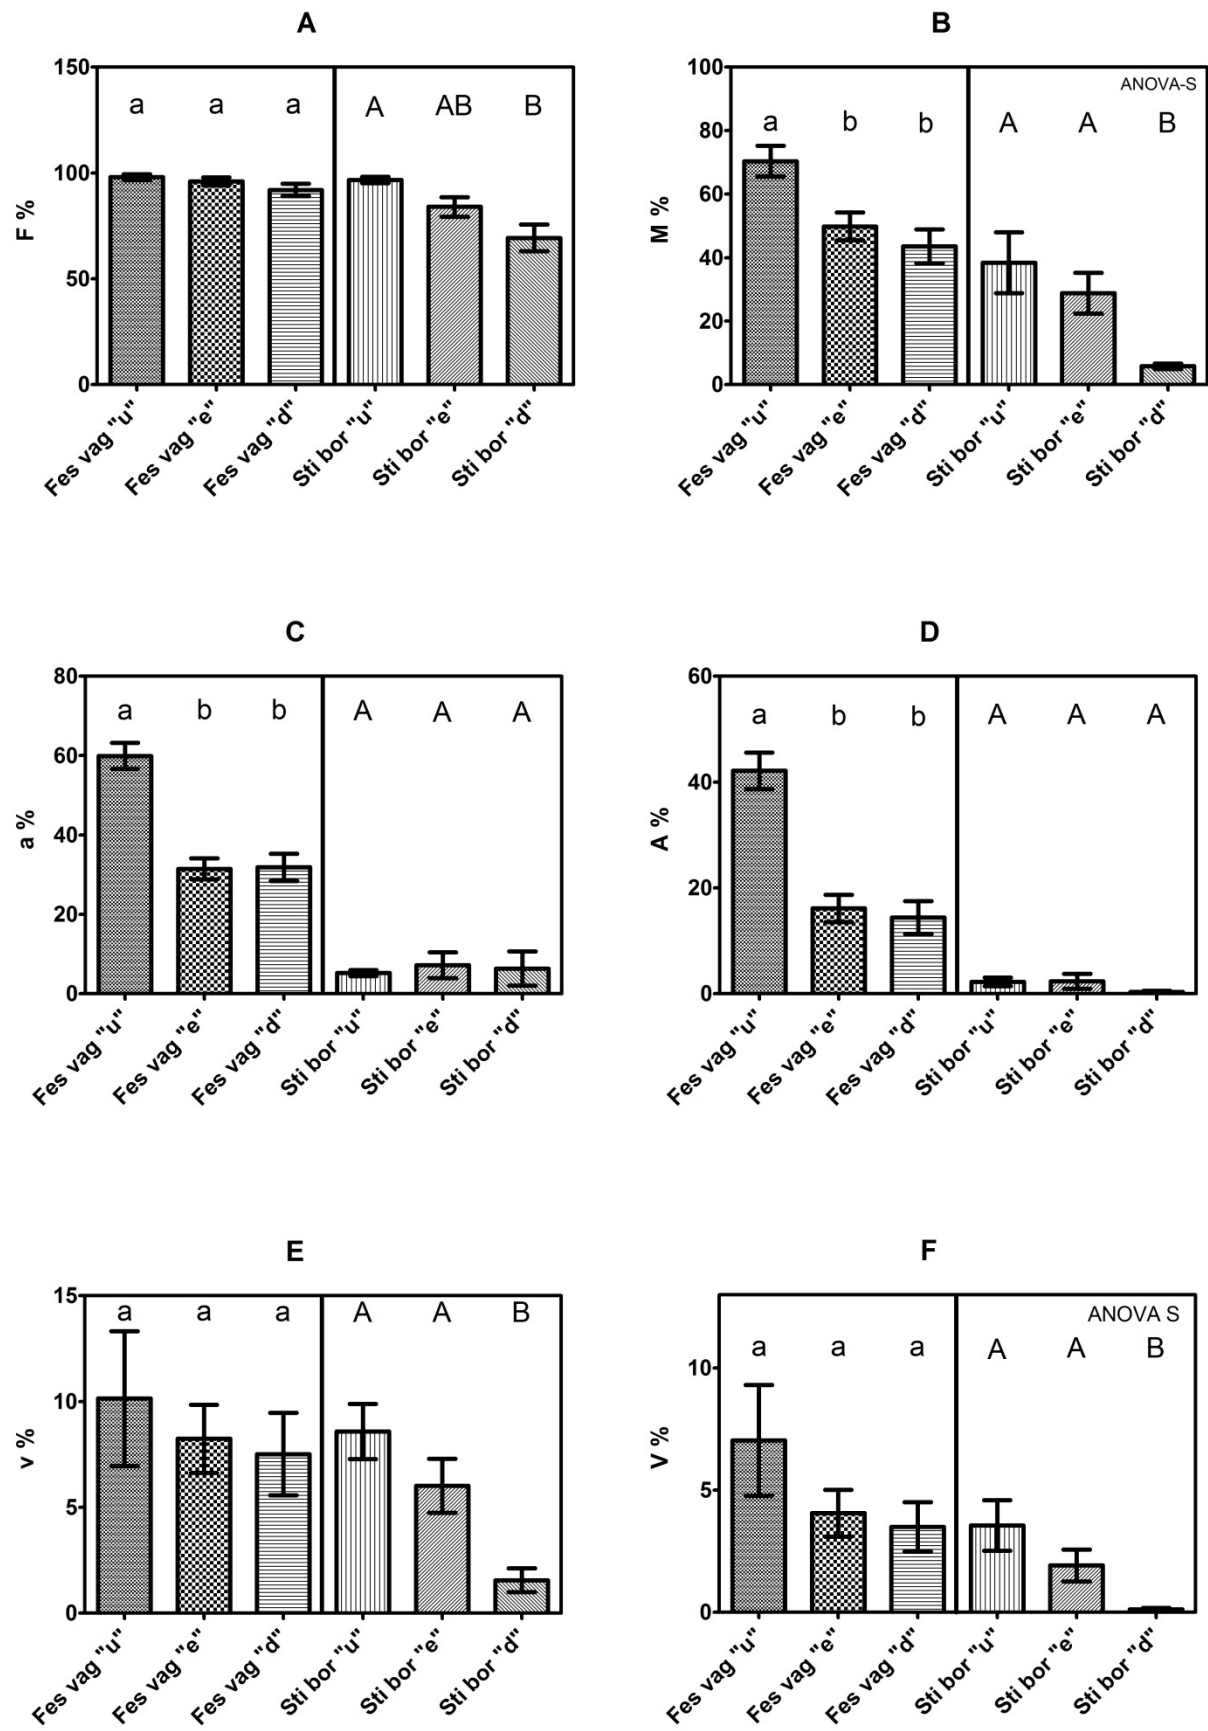 A
F %
150
100
50
0
a a a A AB B
Fes vag "u"
Fes vag "e"
Fes vag "d"
Sti bor "u"
Sti bor "e"
Sti bor "d"
B
M %
100
80
60
40
20
0
ANOVA-S
a b b A A B
Fes vag "u"
Fes vag "e"
Fes vag "d"
Sti bor "u"
Sti bor "e"
Sti bor "d"
C
a %
80
60
40
20
0
a b b A A A
Fes vag "u"
Fes vag "e"
Fes vag "d"
Sti bor "u"
Sti bor "e"
Sti bor "d"
D
A %
60
40
20
0
a b b A A A
Fes vag "u"
Fes vag "e"
Fes vag "d"
Sti bor "u"
Sti bor "e"
Sti bor "d"
E
v %
15
10
5
0
a a a A A B
Fes vag "u"
Fes vag "e"
Fes vag "d"
Sti bor "u"
Sti bor "e"
Sti bor "d"
F
V %
10
5
0
ANOVA S
a a a A A B
Fes vag "u"
Fes vag "e"
Fes vag "d"
Sti bor "u"
Sti bor "e"
Sti bor "d"